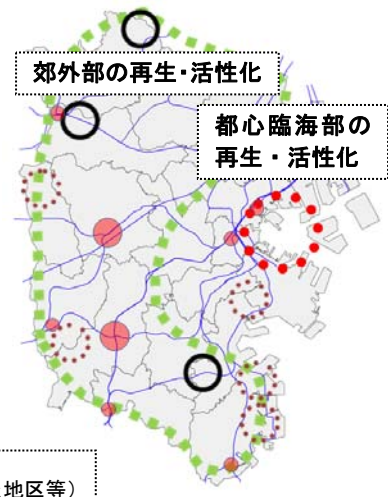 郊外部の再生・活性化
都心臨海部の
再生・活性化
地区等)